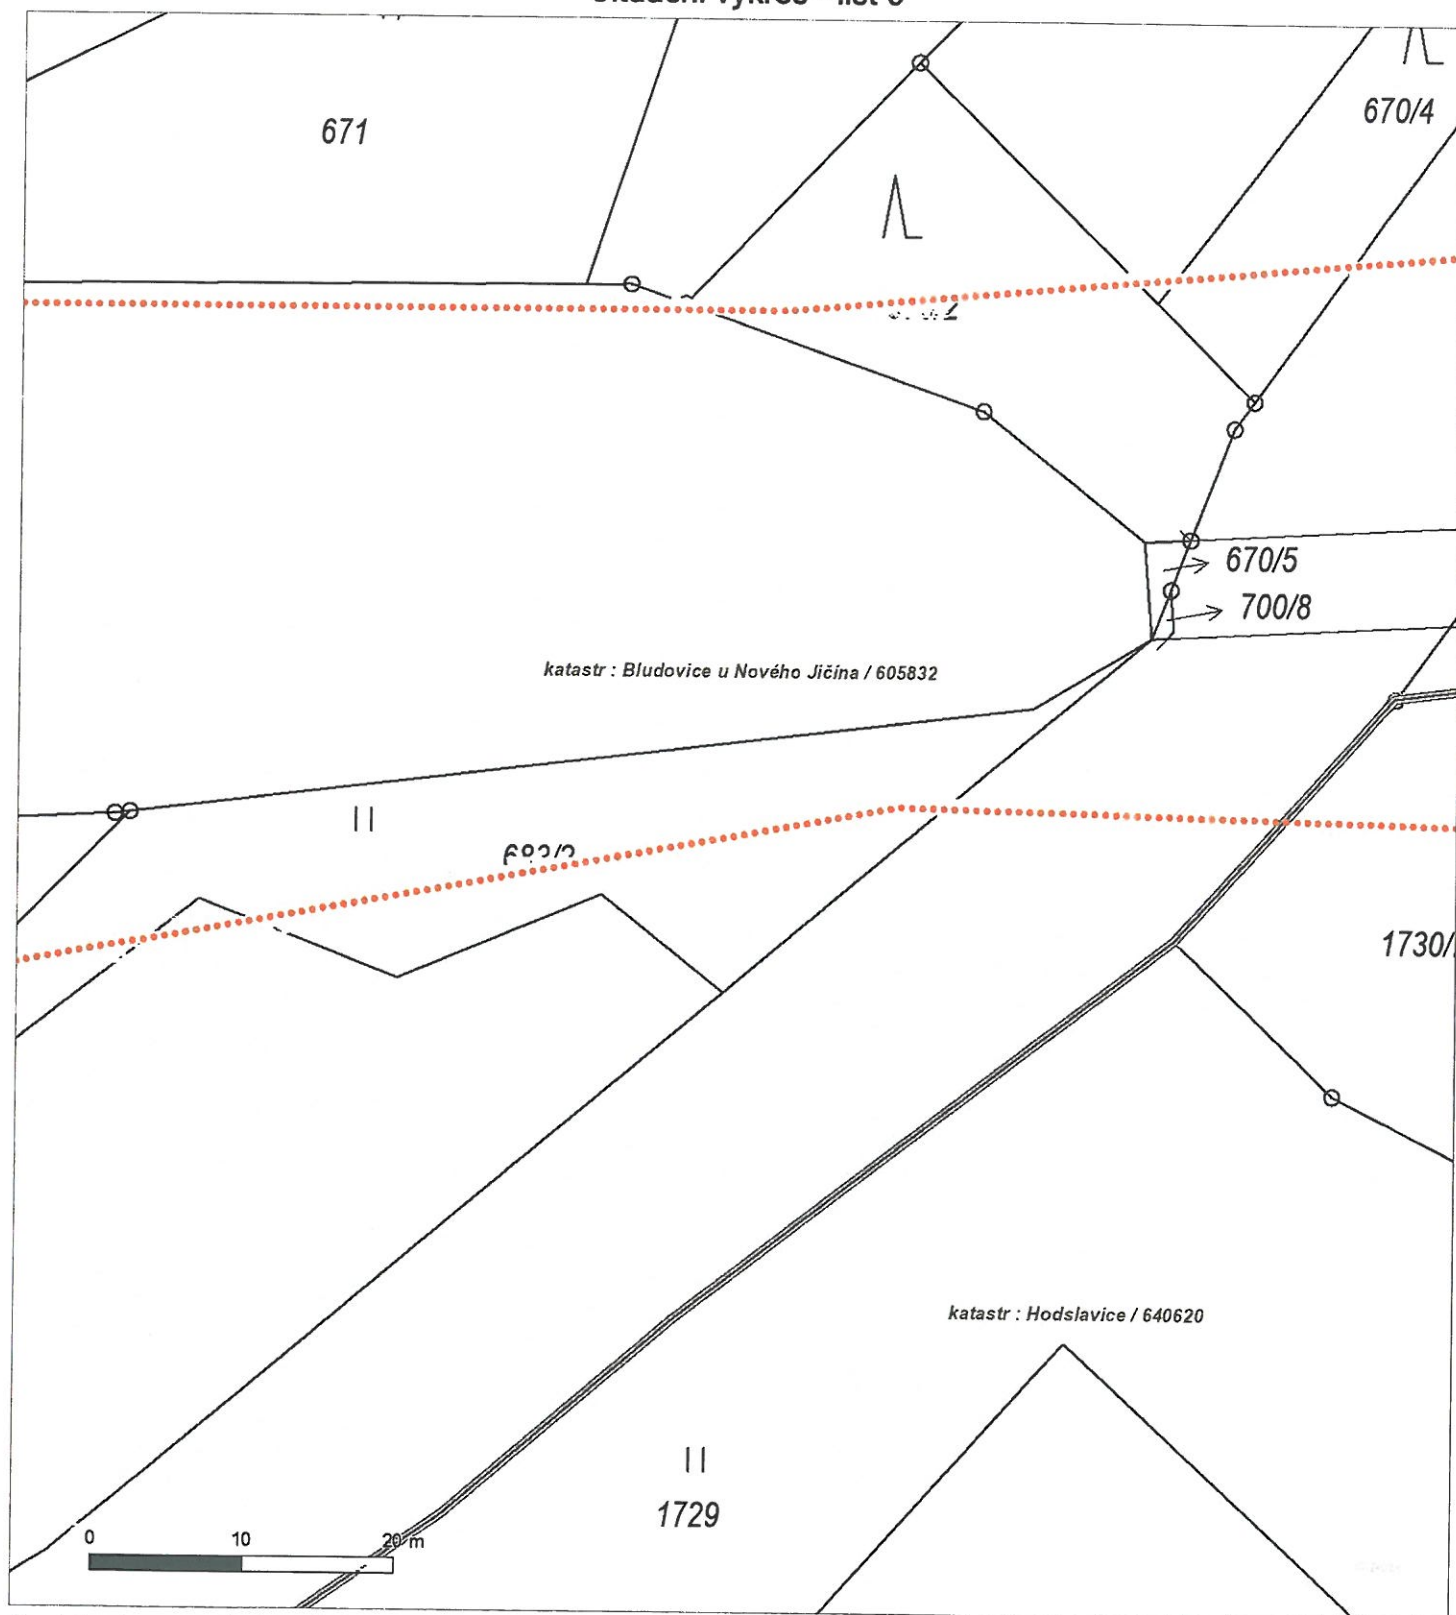 671
670/4
670/5
700/8
katastr : Bludovice u Nového Jičína / 605832
1730/
katastr : Hodslavice / 640620
1729
0 10 20 m